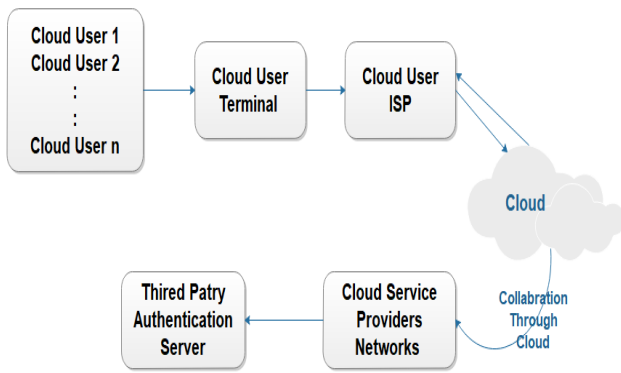 Cloud User 1
Cloud User 2
:
:
Cloud User n
Cloud User
Terminal
Cloud User
ISP
Cloud
Collabration
Through
Cloud
Cloud Service
Providers
Networks
Thired Patry
Authentication
Server